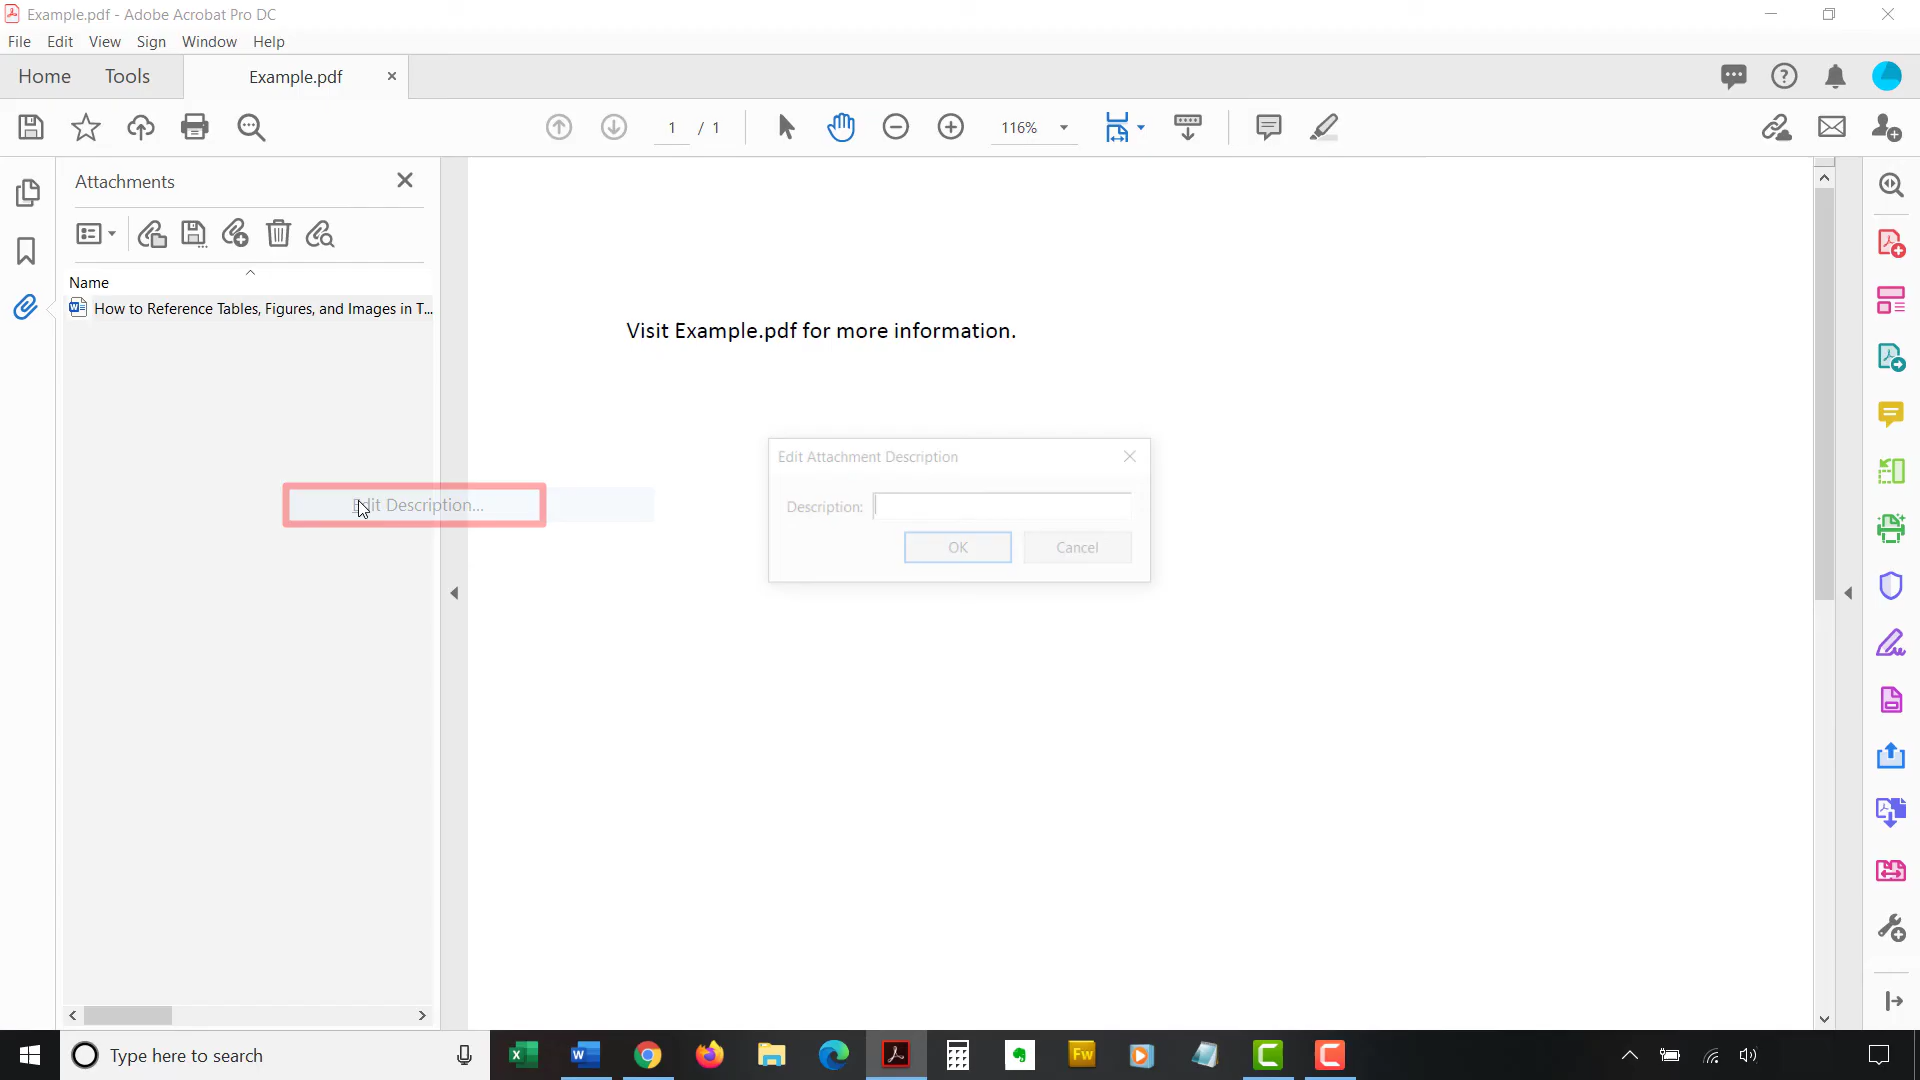 Example.pdf - Adobe Acrobat Pro DC
File Edit View Sign Window Help
Home Tools Example.pdf
1 / 1 116%
Attachments
Name
How to Reference Tables, Figures, and Images in T...
Visit Example.pdf for more information.
Edit Attachment Description
Edit Description...
Description:
OK Cancel
Type here to search
Fw